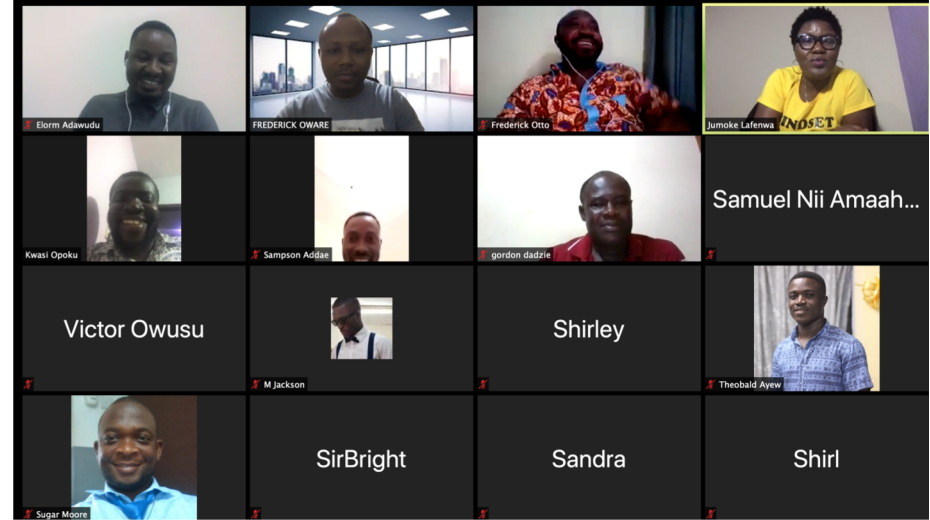 Elorm Adawudu
FREDERICK OWARE
Frederick Otto
Jumoke Lafenwa
INDSET
Kwasi Opoku
Sampson Addae
gordon dadzie
Samuel Nii Amaah...
Victor Owusu
M Jackson
Shirley
Theobald Ayew
Sugar Moore
SirBright
Sandra
Shirl